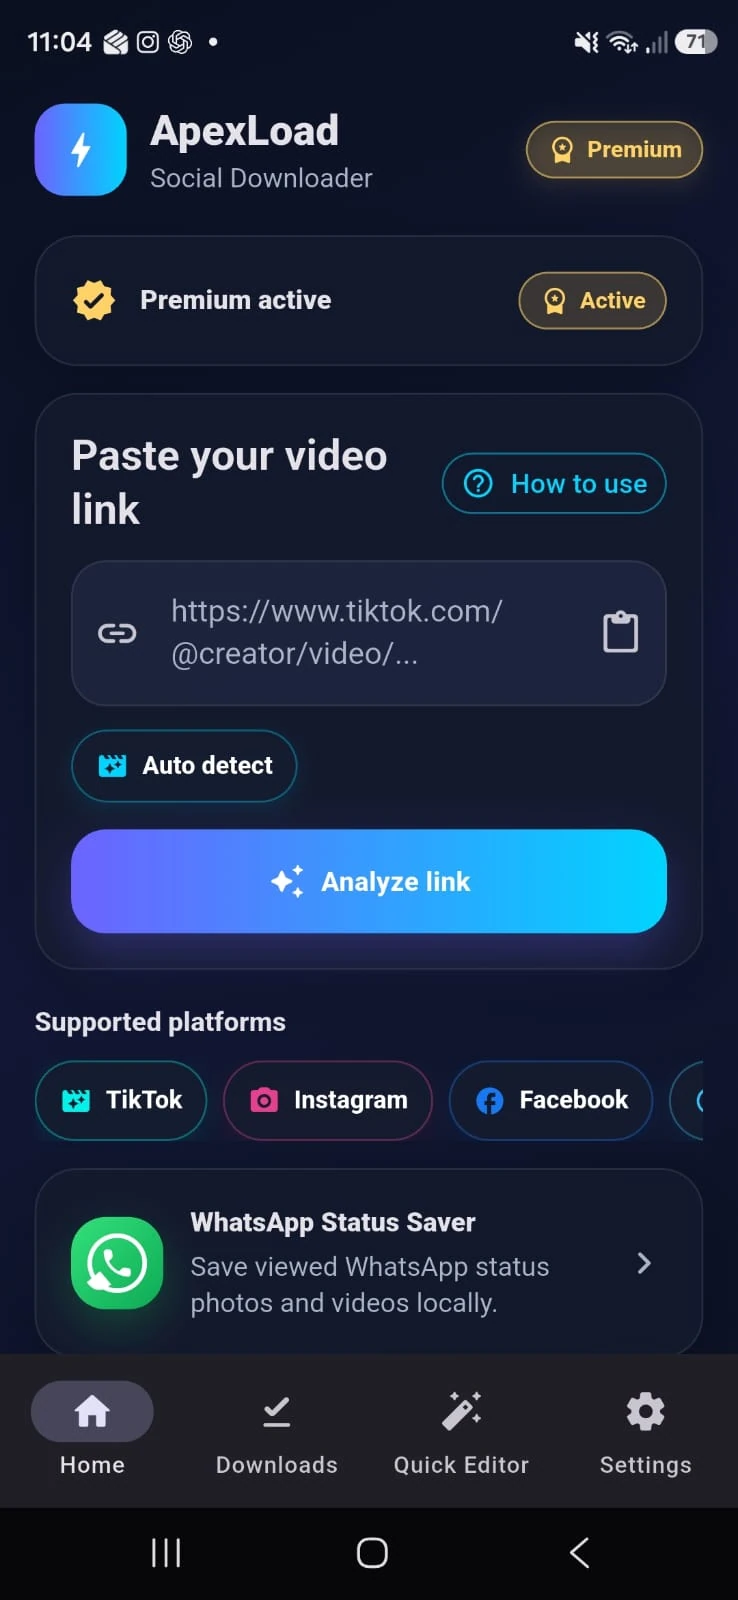 11:04
71
ApexLoad
Social Downloader
Premium
Premium active
Active
Paste your video
link
How to use
https://www.tiktok.com/
@creator/video/...
Auto detect
Analyze link
Supported platforms
TikTok
Instagram
Facebook
WhatsApp Status Saver
Save viewed WhatsApp status
photos and videos locally.
Home
Downloads
Quick Editor
Settings